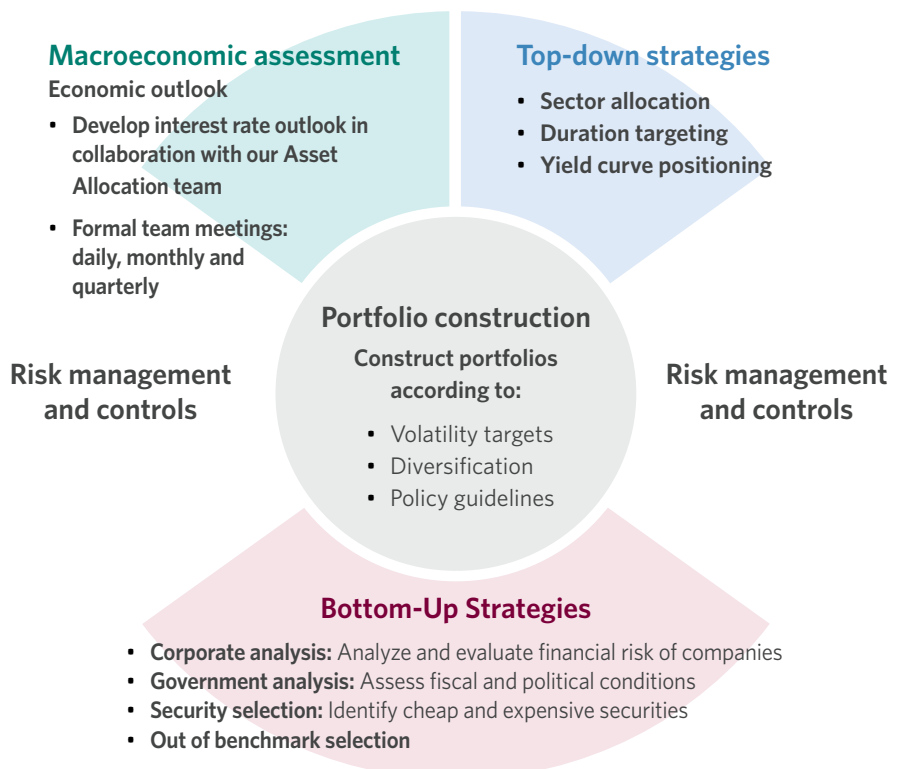 Macroeconomic assessment
Economic outlook
• Develop interest rate outlook in
collaboration with our Asset
Allocation team
• Formal team meetings:
daily, monthly and
quarterly
Top-down strategies
• Sector allocation
• Duration targeting
• Yield curve positioning
Risk management
and controls
Portfolio construction
Construct portfolios
according to:
• Volatility targets
• Diversification
• Policy guidelines
Risk management
and controls
Bottom-Up Strategies
• Corporate analysis: Analyze and evaluate financial risk of companies
• Government analysis: Assess fiscal and political conditions
• Security selection: Identify cheap and expensive securities
• Out of benchmark selection